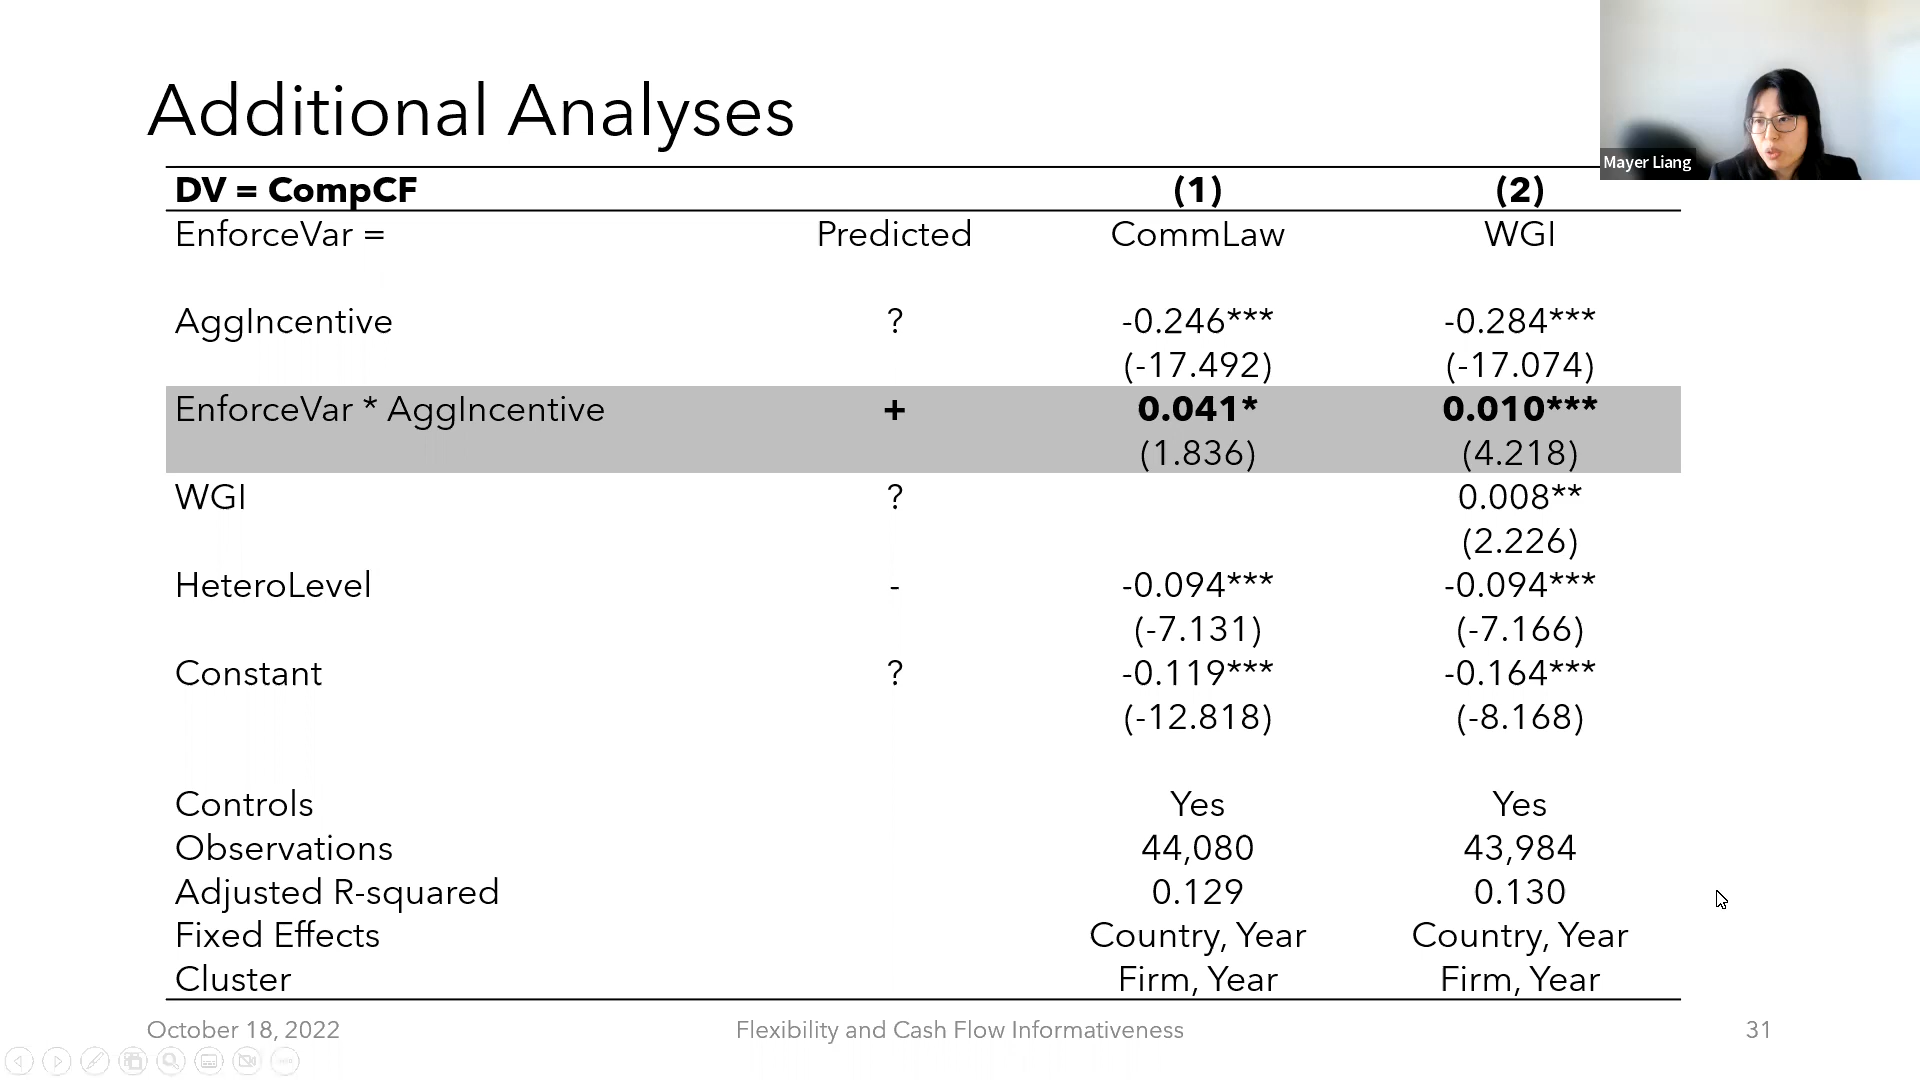 Additional Analyses
Mayer Liang
DV = CompCF (1) (2)
EnforceVar = Predicted CommLaw WGI
AggIncentive ? -0.246*** -0.284***
(-17.492) (-17.074)
EnforceVar * AggIncentive + 0.041* 0.010***
(1.836) (4.218)
WGI ? 0.008**
(2.226)
HeteroLevel - -0.094*** -0.094***
(-7.131) (-7.166)
Constant ? -0.119*** -0.164***
(-12.818) (-8.168)
Controls Yes Yes
Observations 44,080 43,984
Adjusted R-squared 0.129 0.130
Fixed Effects Country, Year Country, Year
Cluster Firm, Year Firm, Year
October 18, 2022 Flexibility and Cash Flow Informativeness 31